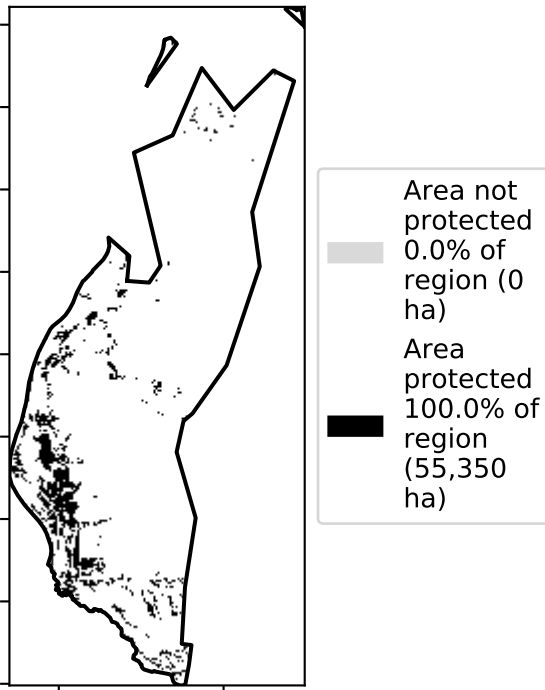 Area not
protected
0.0% of
region (0
ha)
Area
protected
100.0% of
region
(55,350
ha)